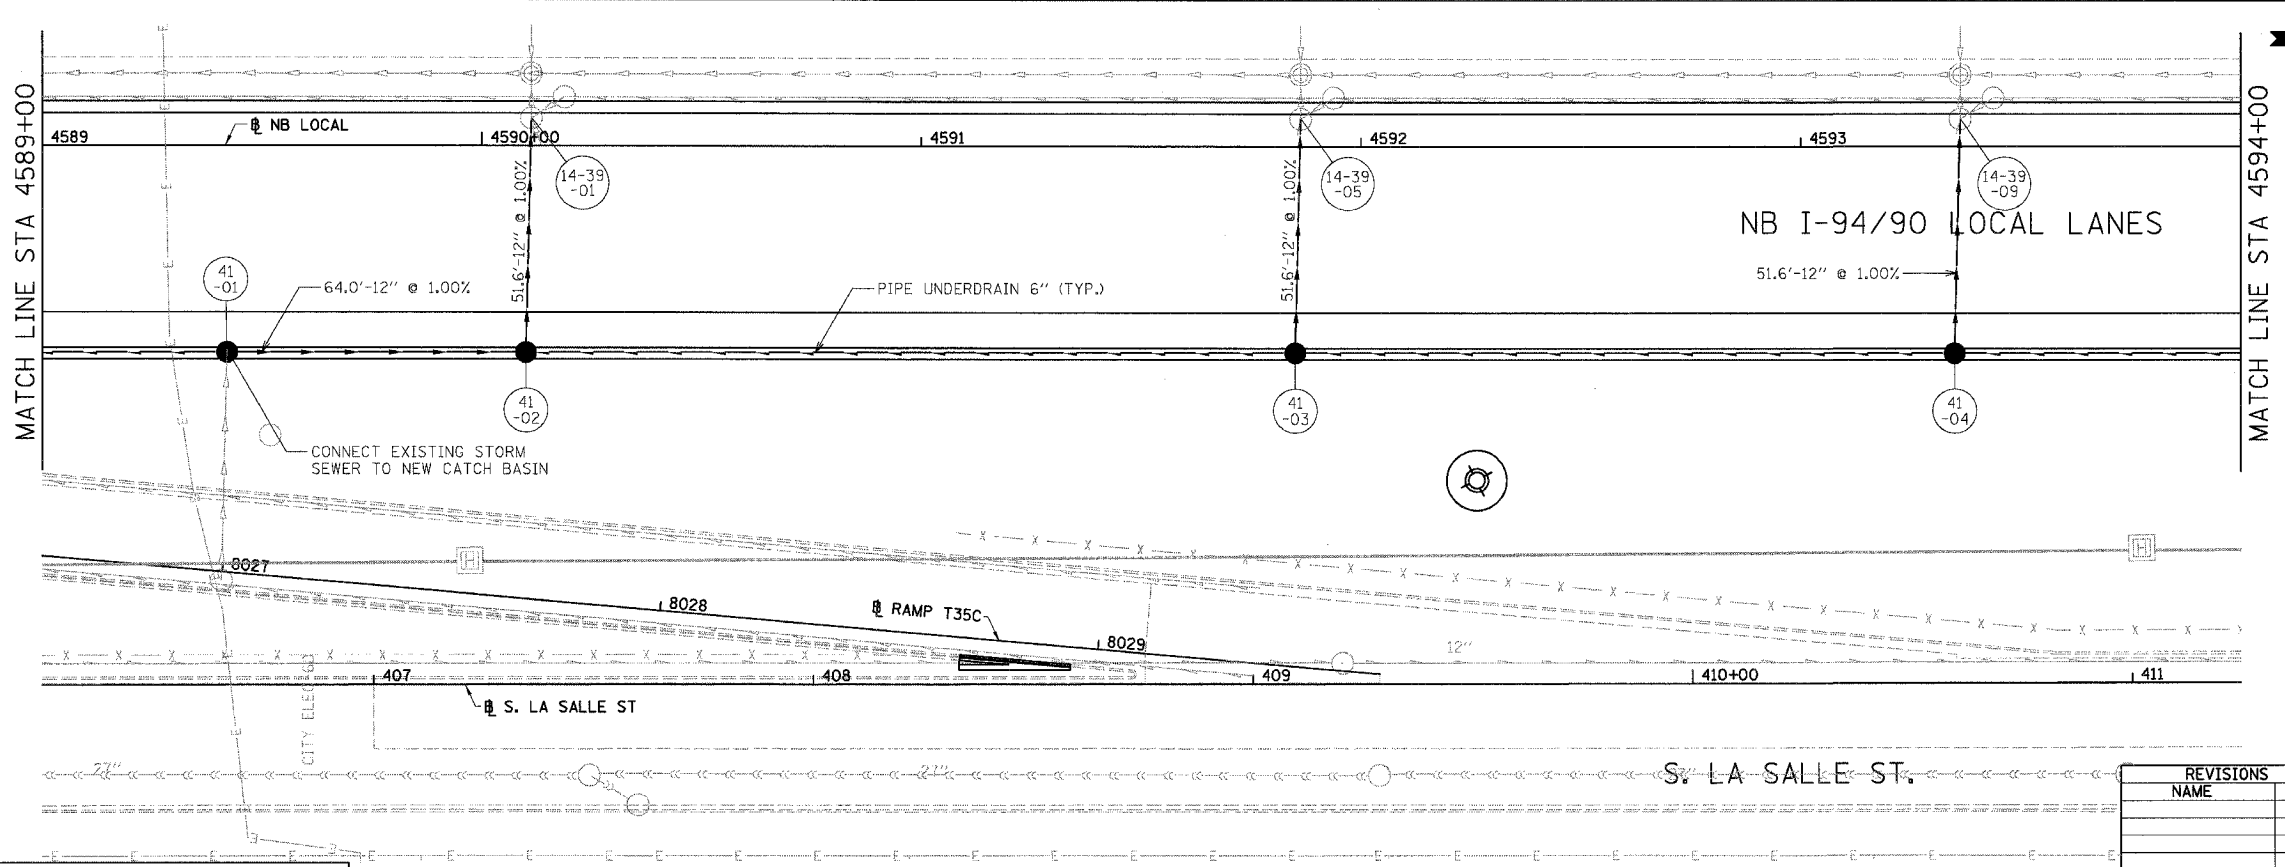 MATCH LINE STA 4589+00
4589
℄ NB LOCAL
4590+00
4591
4592
4593
14-39
-01
14-39
-05
14-39
-09
51.6'-12" @ 1.00%
51.6'-12" @ 1.00%
NB I-94/90 LOCAL LANES
51.6'-12" @ 1.00%
MATCH LINE STA 4594+00
41
-01
64.0'-12" @ 1.00%
PIPE UNDERDRAIN 6" (TYP.)
41
-02
41
-03
41
-04
CONNECT EXISTING STORM
SEWER TO NEW CATCH BASIN
H
H
8027
8028
℄ RAMP T35C
8029
12"
407
408
409
410+00
411
℄ S. LA SALLE ST
27"
27"
S. LA SALLE ST.
REVISIONS
NAME